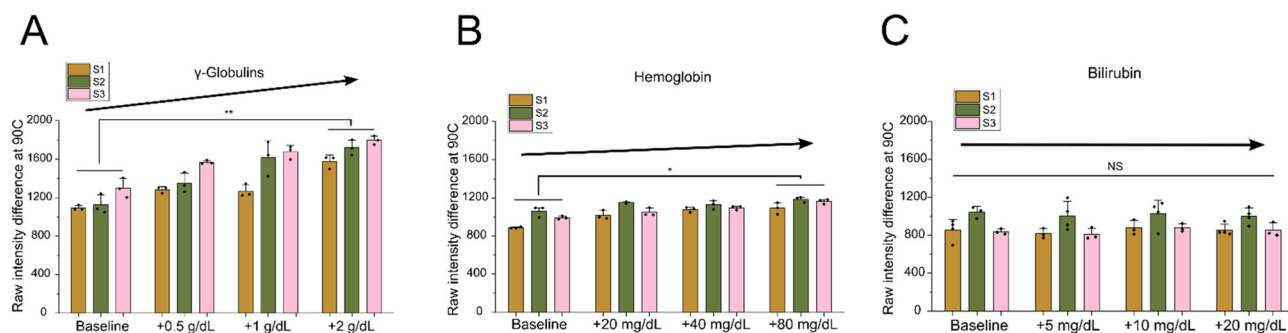 A
γ-Globulins
S1
S2
S3
**
Raw intensity difference at 90C
2000
1600
1200
800
400
0
Baseline +0.5 g/dL +1 g/dL +2 g/dL
B
Hemoglobin
S1
S2
S3
*
Raw intensity difference at 90C
2000
1600
1200
800
400
0
Baseline +20 mg/dL +40 mg/dL +80 mg/dL
C
Bilirubin
S1
S2
S3
NS
Raw intensity difference at 90C
2000
1600
1200
800
400
0
Baseline +5 mg/dL +10 mg/dL +20 mg/dL